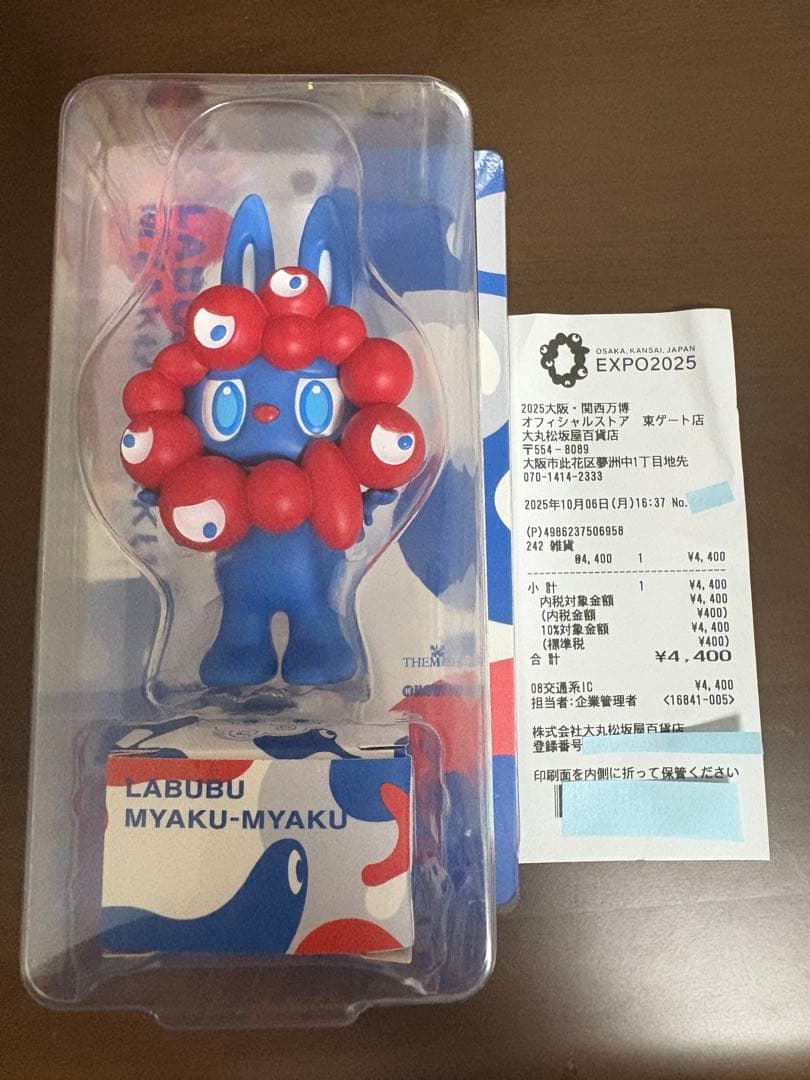 LABUBU
MYAKU-MYAKU
THEM
OSAKA, KANSAI, JAPAN
EXPO2025
2025大阪・関西万博
オフィシャルストア 東ゲート店
大丸松坂屋百貨店
〒554-8089
大阪市此花区夢洲中1丁目地先
070-1414-2333
2025年10月06日(月)16:37 No.
(P)4986237506958
242 雑貨
@4,400 1 ¥4,400
小計 1 ¥4,400
内税対象金額 ¥4,400
(内税金額 ¥400)
10%対象金額 ¥4,400
(標準税 ¥400)
合計 ¥4,400
08交通系IC ¥4,400
担当者:企業管理者 <16841-005>
株式会社大丸松坂屋百貨店
登録番号
印刷面を内側に折って保管ください